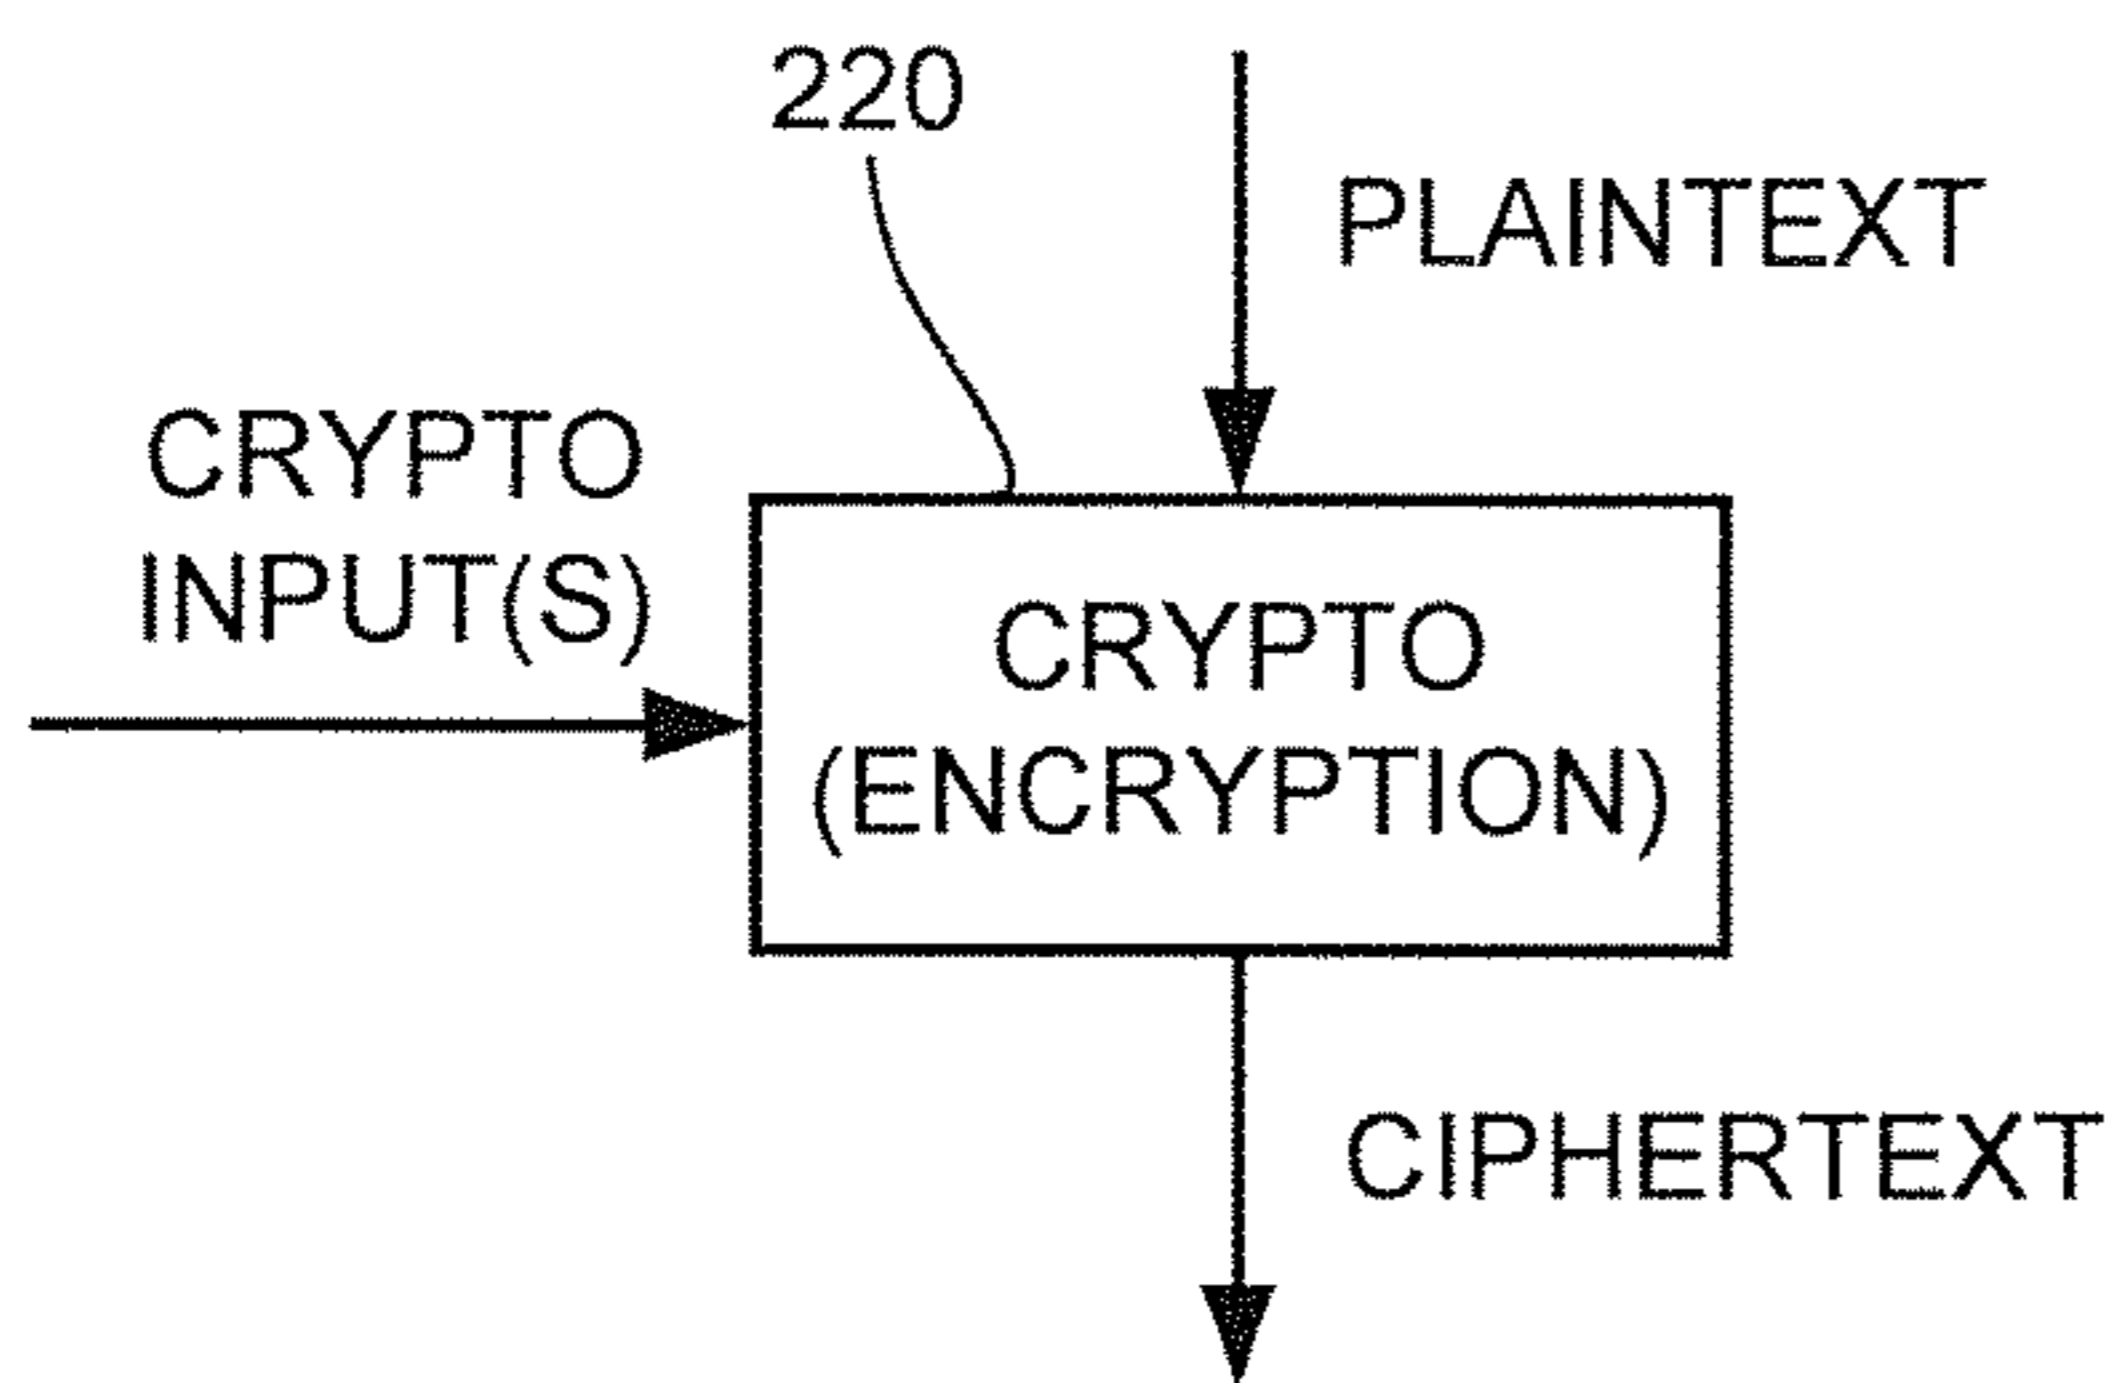 220
PLAINTEXT
CRYPTO
INPUT(S)
CRYPTO
(ENCRYPTION)
CIPHERTEXT